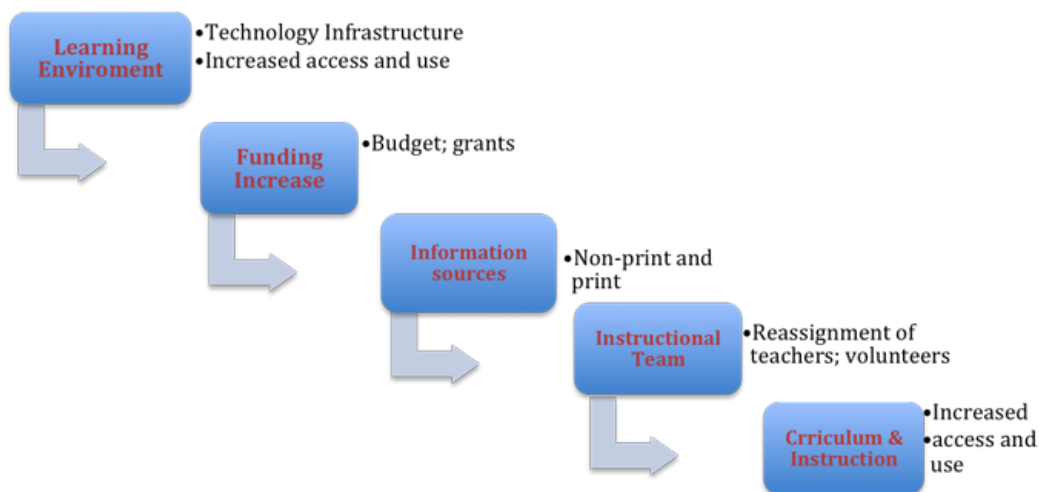 Learning
Enviroment
•Technology Infrastructure
•Increased access and use
Funding
Increase
•Budget; grants
Information
sources
•Non-print and
print
Instructional
Team
•Reassignment of
teachers; volunteers
Crriculum &
Instruction
•Increased
•access and
use